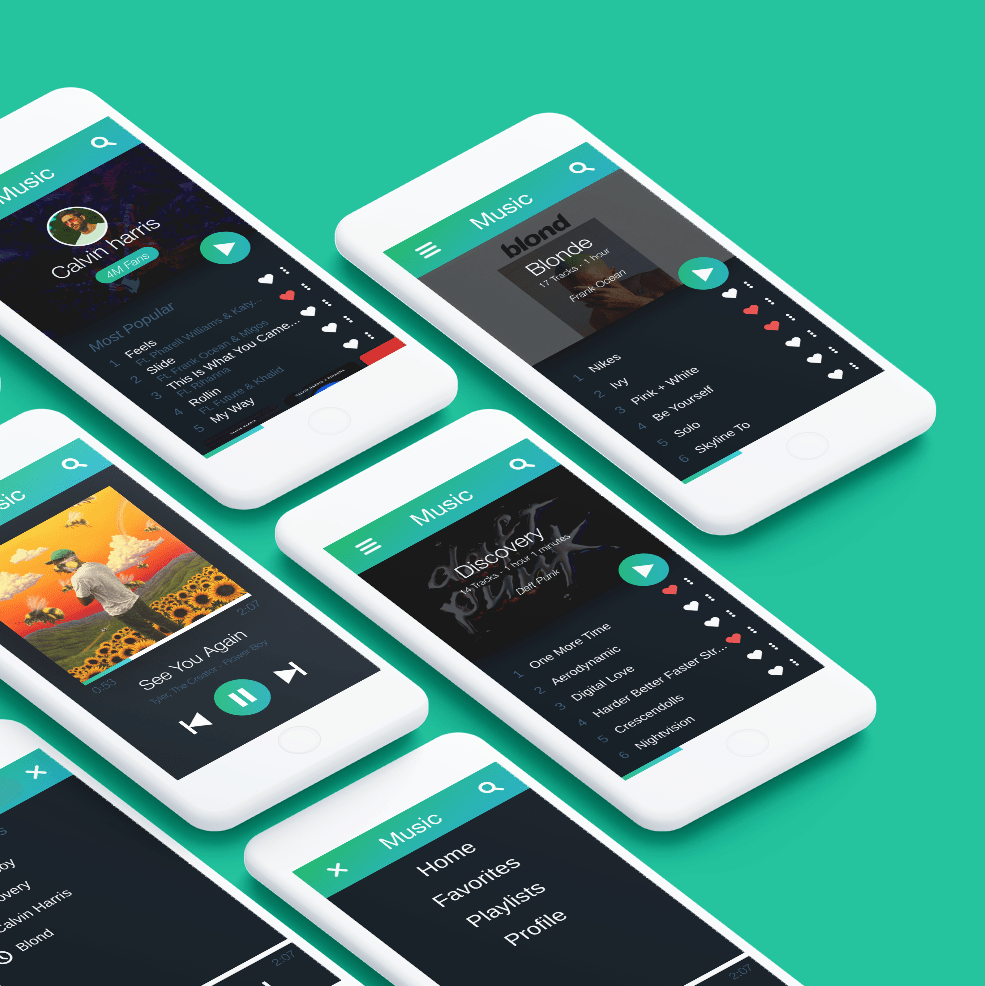 Music
Calvin harris
4M Fans
Most Popular
1 Feels
Ft. Pharell Williams & Katy...
2 Slide
Ft. Frank Ocean & Migos
3 This Is What You Came...
Ft. Rihanna
4 Rollin
Ft. Future & Khalid
5 My Way
Music
blond
Blonde
17 Tracks - 1 hour
Frank Ocean
1 Nikes
2 Ivy
3 Pink + White
4 Be Yourself
5 Solo
6 Skyline To
sic
0:53
2:07
See You Again
Tyler, The Creator - Flower Boy
Music
daft punk
Discovery
14 Tracks - 1 hour 1 minutes
Daft Punk
1 One More Time
2 Aerodynamic
3 Digital Love
4 Harder Better Faster Str...
5 Crescendolls
6 Nightvision
s
oy
overy
Calvin Harris
Blond
2:07
Music
Home
Favorites
Playlists
Profile
2:07